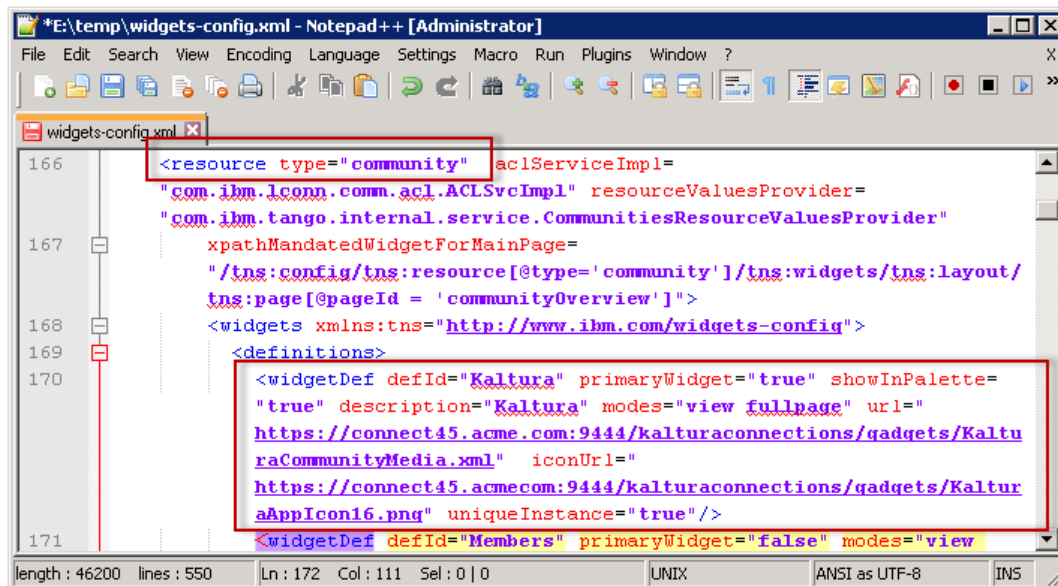 *E:\temp\widgets-config.xml - Notepad++ [Administrator]
File Edit Search View Encoding Language Settings Macro Run Plugins Window ? X
widgets-config.xml
166 <resource type="community" aclServiceImpl=
"com.ibm.lconn.comm.acl.ACLSvcImpl" resourceValuesProvider=
"com.ibm.tango.internal.service.CommunitiesResourceValuesProvider"
167 xpathMandatedWidgetForMainPage=
"/tns:config/tns:resource[@type='community']/tns:widgets/tns:layout/
tns:page[@pageId = 'communityOverview']">
168 <widgets xmlns:tns="http://www.ibm.com/widgets-config">
169 <definitions>
170 <widgetDef defId="Kaltura" primaryWidget="true" showInPalette=
"true" description="Kaltura" modes="view fullpage" url="
https://connect45.acme.com:9444/kalturaconnections/gadgets/Kaltu
raCommunityMedia.xml" iconUrl="
https://connect45.acmecom:9444/kalturaconnections/gadgets/Kaltur
aAppIcon16.png" uniqueInstance="true"/>
171 <widgetDef defId="Members" primaryWidget="false" modes="view
length : 46200 lines : 550 Ln : 172 Col : 111 Sel : 0 | 0 UNIX ANSI as UTF-8 INS